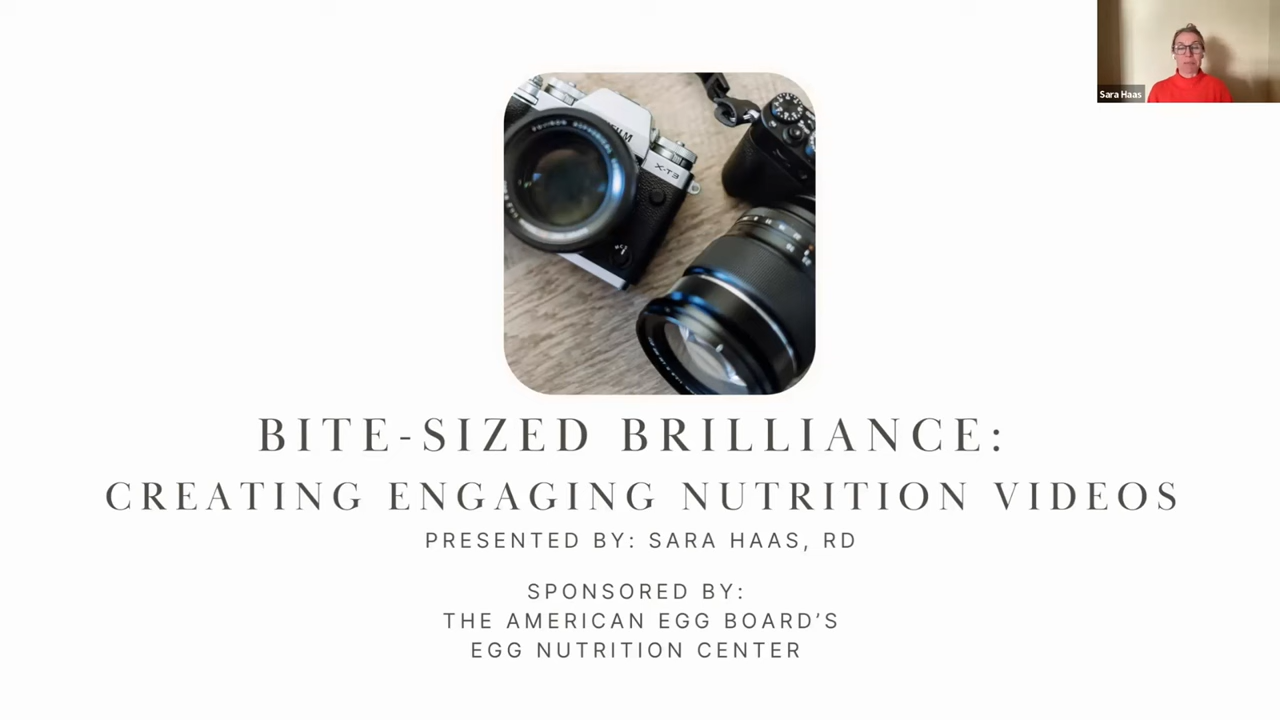 Sara Haas
X-T3
BITE-SIZED BRILLIANCE:
CREATING ENGAGING NUTRITION VIDEOS
PRESENTED BY: SARA HAAS, RD
SPONSORED BY:
THE AMERICAN EGG BOARD'S
EGG NUTRITION CENTER